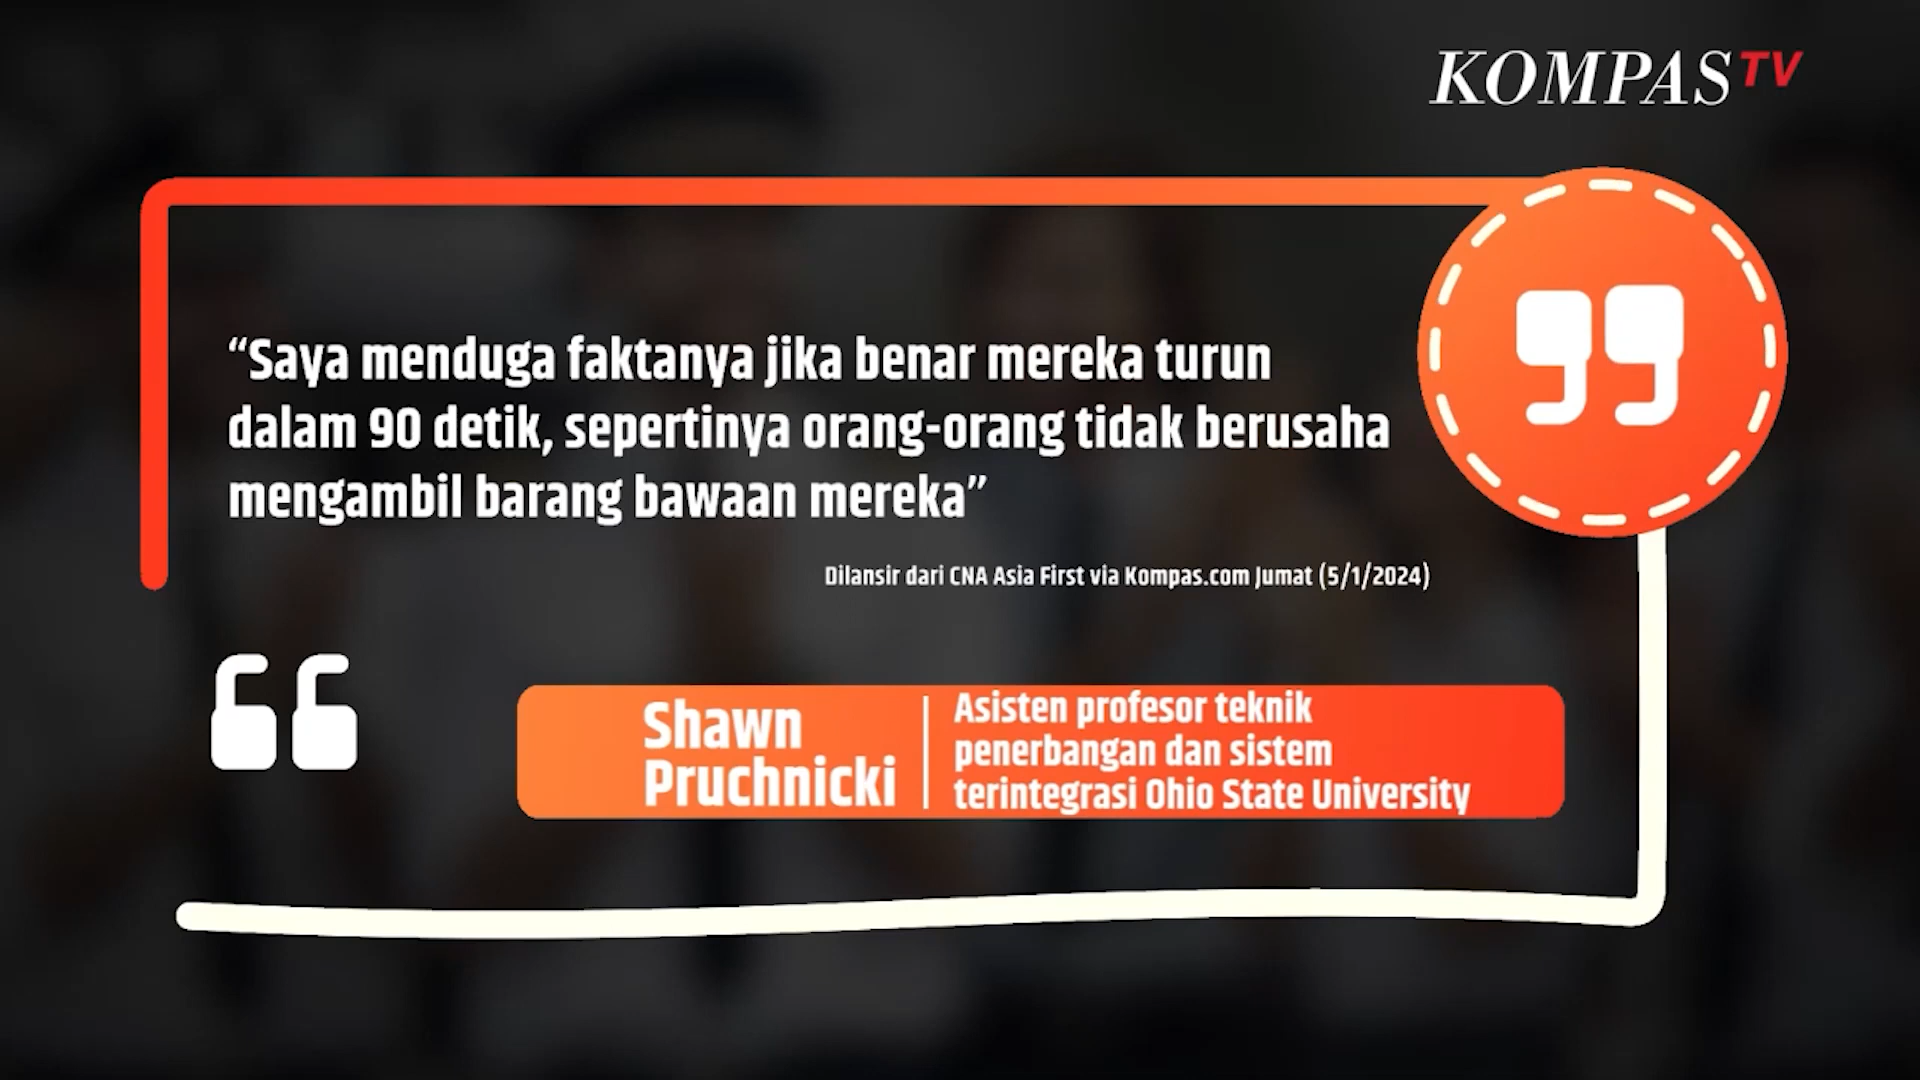 KOMPAS TV
“Saya menduga faktanya jika benar mereka turun
dalam 90 detik, sepertinya orang-orang tidak berusaha
mengambil barang bawaan mereka”
Dilansir dari CNA Asia First via Kompas.com Jumat (5/1/2024)
Shawn
Pruchnicki
Asisten profesor teknik
penerbangan dan sistem
terintegrasi Ohio State University